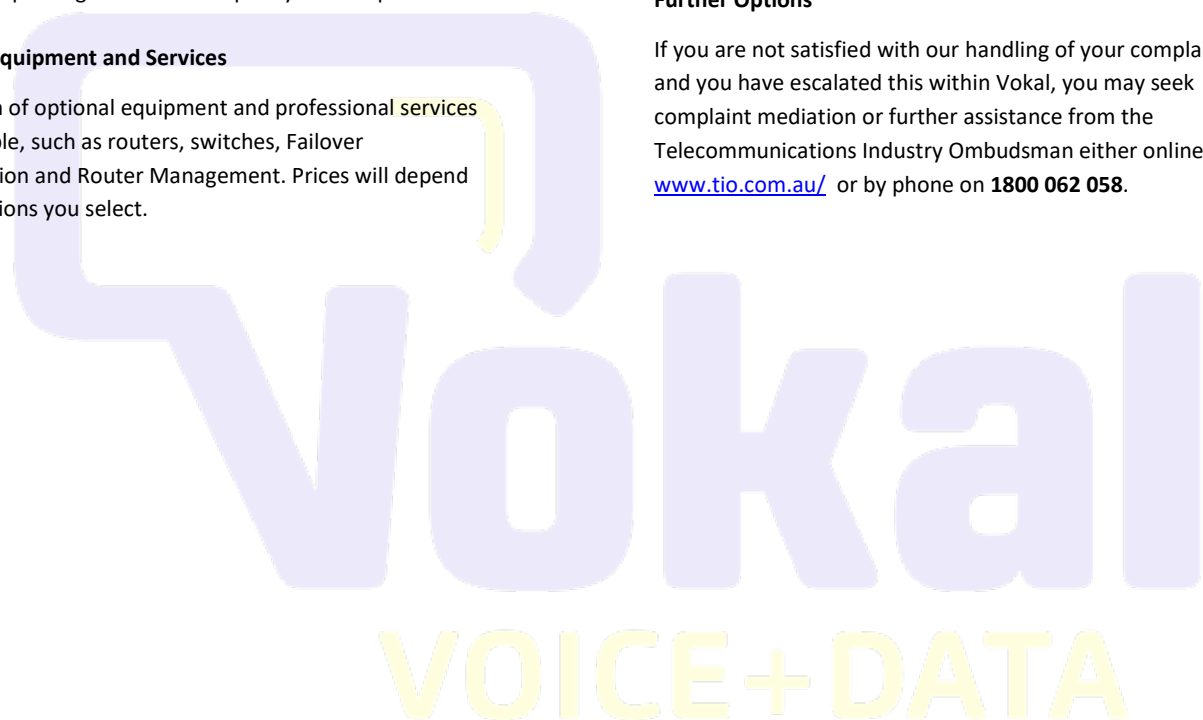 quipment and Services
of optional equipment and professional services
ble, such as routers, switches, Failover
ion and Router Management. Prices will depend
ions you select.
Further Options
If you are not satisfied with our handling of your compla
and you have escalated this within Vokal, you may seek
complaint mediation or further assistance from the
Telecommunications Industry Ombudsman either online
www.tio.com.au/ or by phone on 1800 062 058.
Vokal
VOICE+DATA